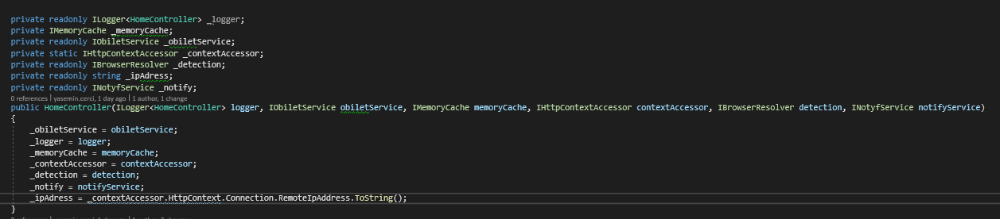 private readonly ILogger<HomeController> _logger;
private IMemoryCache _memoryCache;
private readonly IObiletService _obiletService;
private static IHttpContextAccessor _contextAccessor;
private readonly IBrowserResolver _detection;
private readonly string _ipAdress;
private readonly INotyfService _notify;
0 references | yasemin.cerci, 1 day ago | 1 author, 1 change
public HomeController(ILogger<HomeController> logger, IObiletService obiletService, IMemoryCache memoryCache, IHttpContextAccessor contextAccessor, IBrowserResolver detection, INotyfService notifyService)
{
_obiletService = obiletService;
_logger = logger;
_memoryCache = memoryCache;
_contextAccessor = contextAccessor;
_detection = detection;
_notify = notifyService;
_ipAdress = _contextAccessor.HttpContext.Connection.RemoteIpAddress.ToString();
}